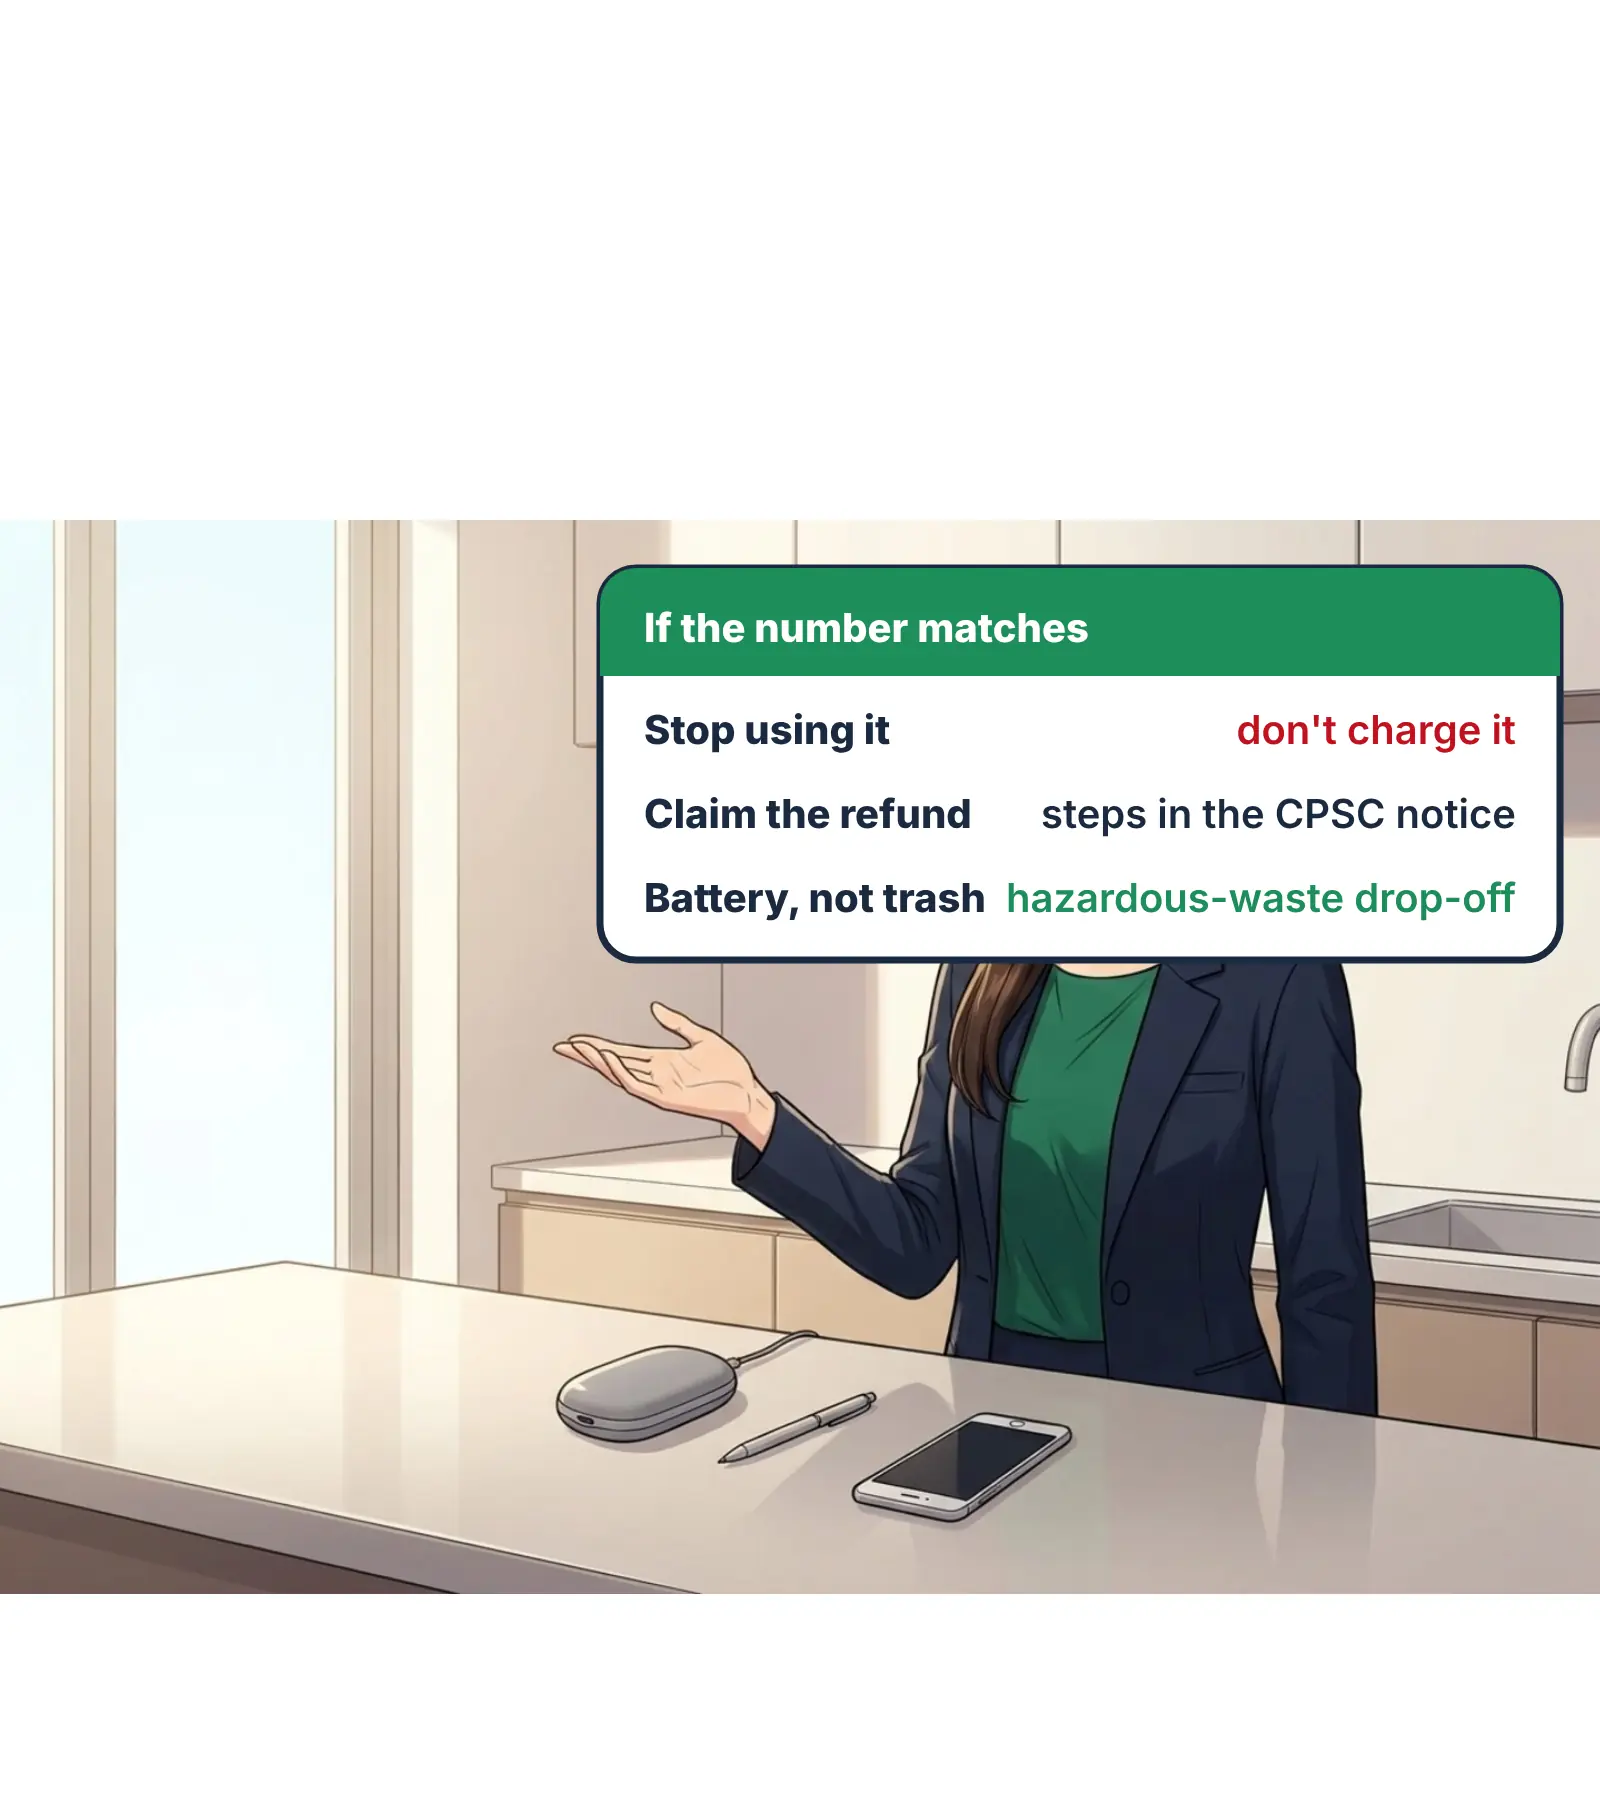 If the number matches
Stop using it don't charge it
Claim the refund steps in the CPSC notice
Battery, not trash hazardous-waste drop-off